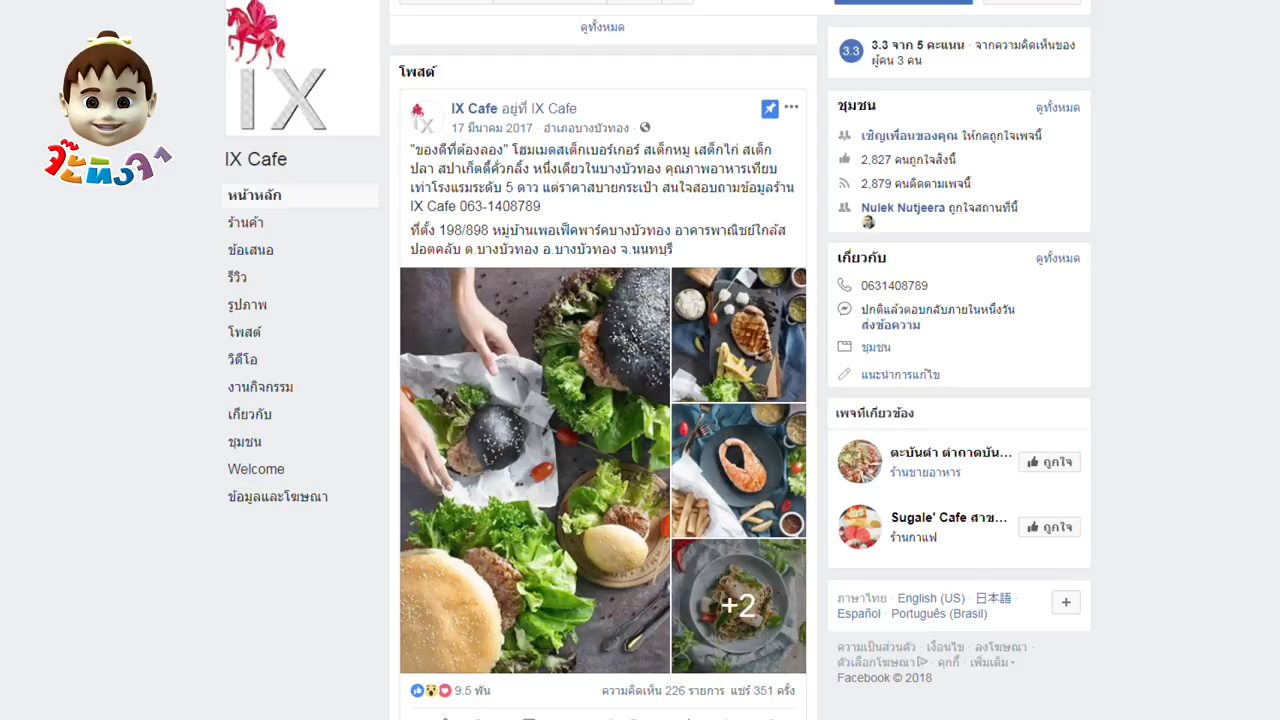 จ๊ะทิงจา
IX
IX Cafe
หน้าหลัก
ร้านค้า
ข้อเสนอ
รีวิว
รูปภาพ
โพสต์
วิดีโอ
งานกิจกรรม
เกี่ยวกับ
ชุมชน
Welcome
ข้อมูลและโฆษณา
ดูทั้งหมด
โพสต์
IX Cafe อยู่ที่ IX Cafe
17 มีนาคม 2017 · อำเภอบางบัวทอง ·
"ของดีที่ต้องลอง" โฮมเมดสเต็กเบอร์เกอร์ สเต็กหมู เสต็กไก่ สเต็ก
ปลา สปาเก็ตตี้คั่วกลิ้ง หนึ่งเดียวในบางบัวทอง คุณภาพอาหารเทียบ
เท่าโรงแรมระดับ 5 ดาว แต่ราคาสบายกระเป๋า สนใจสอบถามข้อมูลร้าน
IX Cafe 063-1408789
ที่ตั้ง 198/898 หมู่บ้านเพอเฟ็คพาร์คบางบัวทอง อาคารพาณิชย์ใกล้ส
ปอตคลับ ต.บางบัวทอง อ.บางบัวทอง จ.นนทบุรี
+2
9.5 พัน
ความคิดเห็น 226 รายการ แชร์ 351 ครั้ง
3.3
3.3 จาก 5 คะแนน · จากความคิดเห็นของ
ผู้คน 3 คน
ชุมชน
ดูทั้งหมด
เชิญเพื่อนของคุณ ให้กดถูกใจเพจนี้
2,827 คนถูกใจสิ่งนี้
2,879 คนติดตามเพจนี้
Nulek Nutjeera ถูกใจสถานที่นี้
เกี่ยวกับ
ดูทั้งหมด
0631408789
ปกติแล้วตอบกลับภายในหนึ่งวัน
ส่งข้อความ
ชุมชน
แนะนำการแก้ไข
เพจที่เกี่ยวข้อง
ตะบันตำ ตำถาดบัน...
ร้านขายอาหาร
ถูกใจ
Sugale' Cafe สาข...
ร้านกาแฟ
ถูกใจ
ภาษาไทย · English (US) · 日本語 ·
Español · Português (Brasil)
ความเป็นส่วนตัว · เงื่อนไข · ลงโฆษณา ·
ตัวเลือกโฆษณา · คุกกี้ · เพิ่มเติม
Facebook © 2018